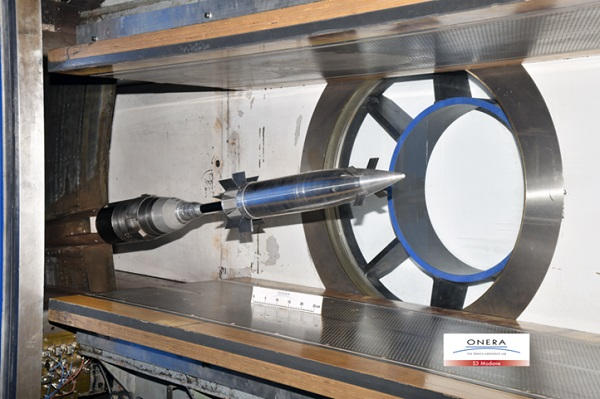 ONERA
THE FRENCH AEROSPACE LAB
S3 Modane